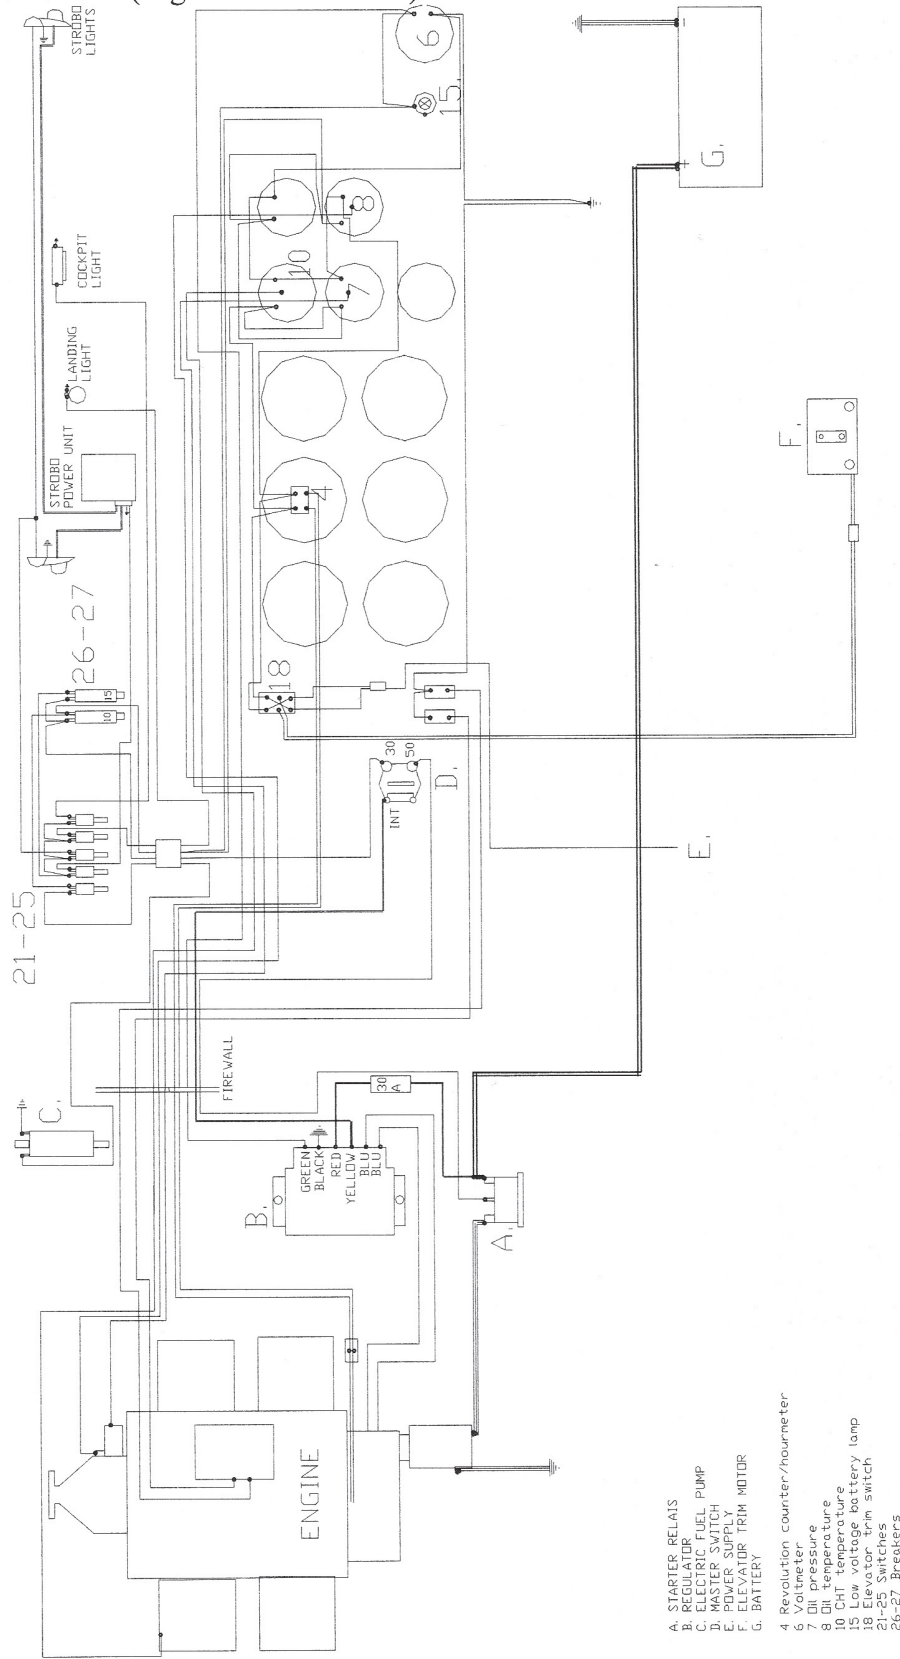 STROBO
LIGHTS
COCKPIT
LIGHT
LANDING
LIGHT
STROBO
POWER UNIT
26-27
15
10
21-25
6
15.
8
10
7
4
18
G.
F.
30
50
INT
D.
E.
FIREWALL
C.
30
A
B.
GREEN
BLACK
RED
YELLOW
BLU
BLU
A.
ENGINE
A. STARTER RELAIS
B. REGULATOR
C. ELECTRIC FUEL PUMP
D. MASTER SWITCH
E. POWER SUPPLY
F. ELEVATOR TRIM MOTOR
G. BATTERY
4 Revolution counter/hourmeter
6 Voltmeter
7 Oil pressure
8 Oil temperature
10 CHT temperature
15 Low voltage battery lamp
18 Elevator trim switch
21-25 Switches
26-27 Breakers